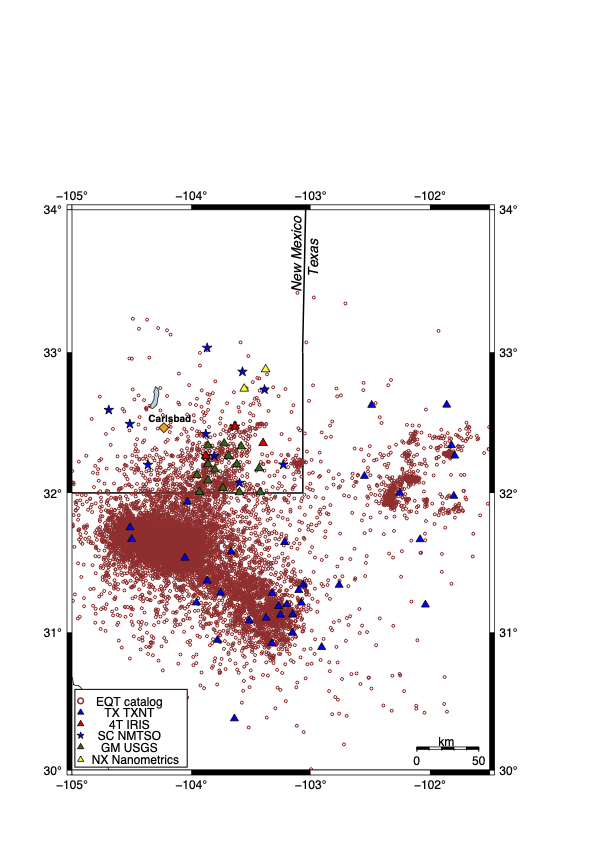 −105° −104° −103° −102°
34° 34°
New Mexico
Texas
33° 33°
Carlsbad
32° 32°
31° 31°
EQT catalog
TX TXNT
4T IRIS
SC NMTSO
GM USGS
NX Nanometrics
km
0 50
30° 30°
−105° −104° −103° −102°